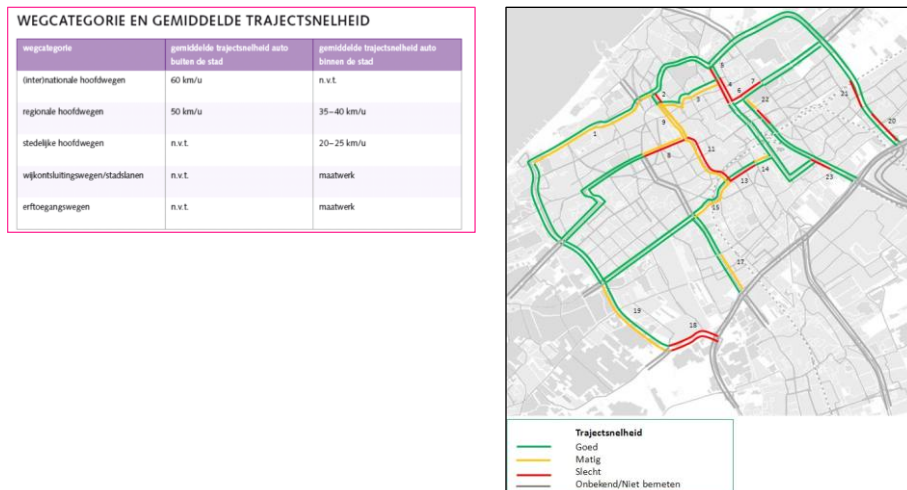 WEGCATEGORIE EN GEMIDDELDE TRAJECTSNELHEID
wegcategorie
gemiddelde trajectsnelheid auto
buiten de stad
gemiddelde trajectsnelheid auto
binnen de stad
(inter)nationale hoofdwegen
60 km/u
n.v.t.
regionale hoofdwegen
50 km/u
35–40 km/u
stedelijke hoofdwegen
n.v.t.
20–25 km/u
wijkontsluitingswegen/stadslanen
n.v.t.
maatwerk
erftoegangswegen
n.v.t.
maatwerk
5
4
7
6
2
3
22
21
1
9
20
11
8
14
13
23
15
17
19
18
Trajectsnelheid
Goed
Matig
Slecht
Onbekend/Niet bemeten